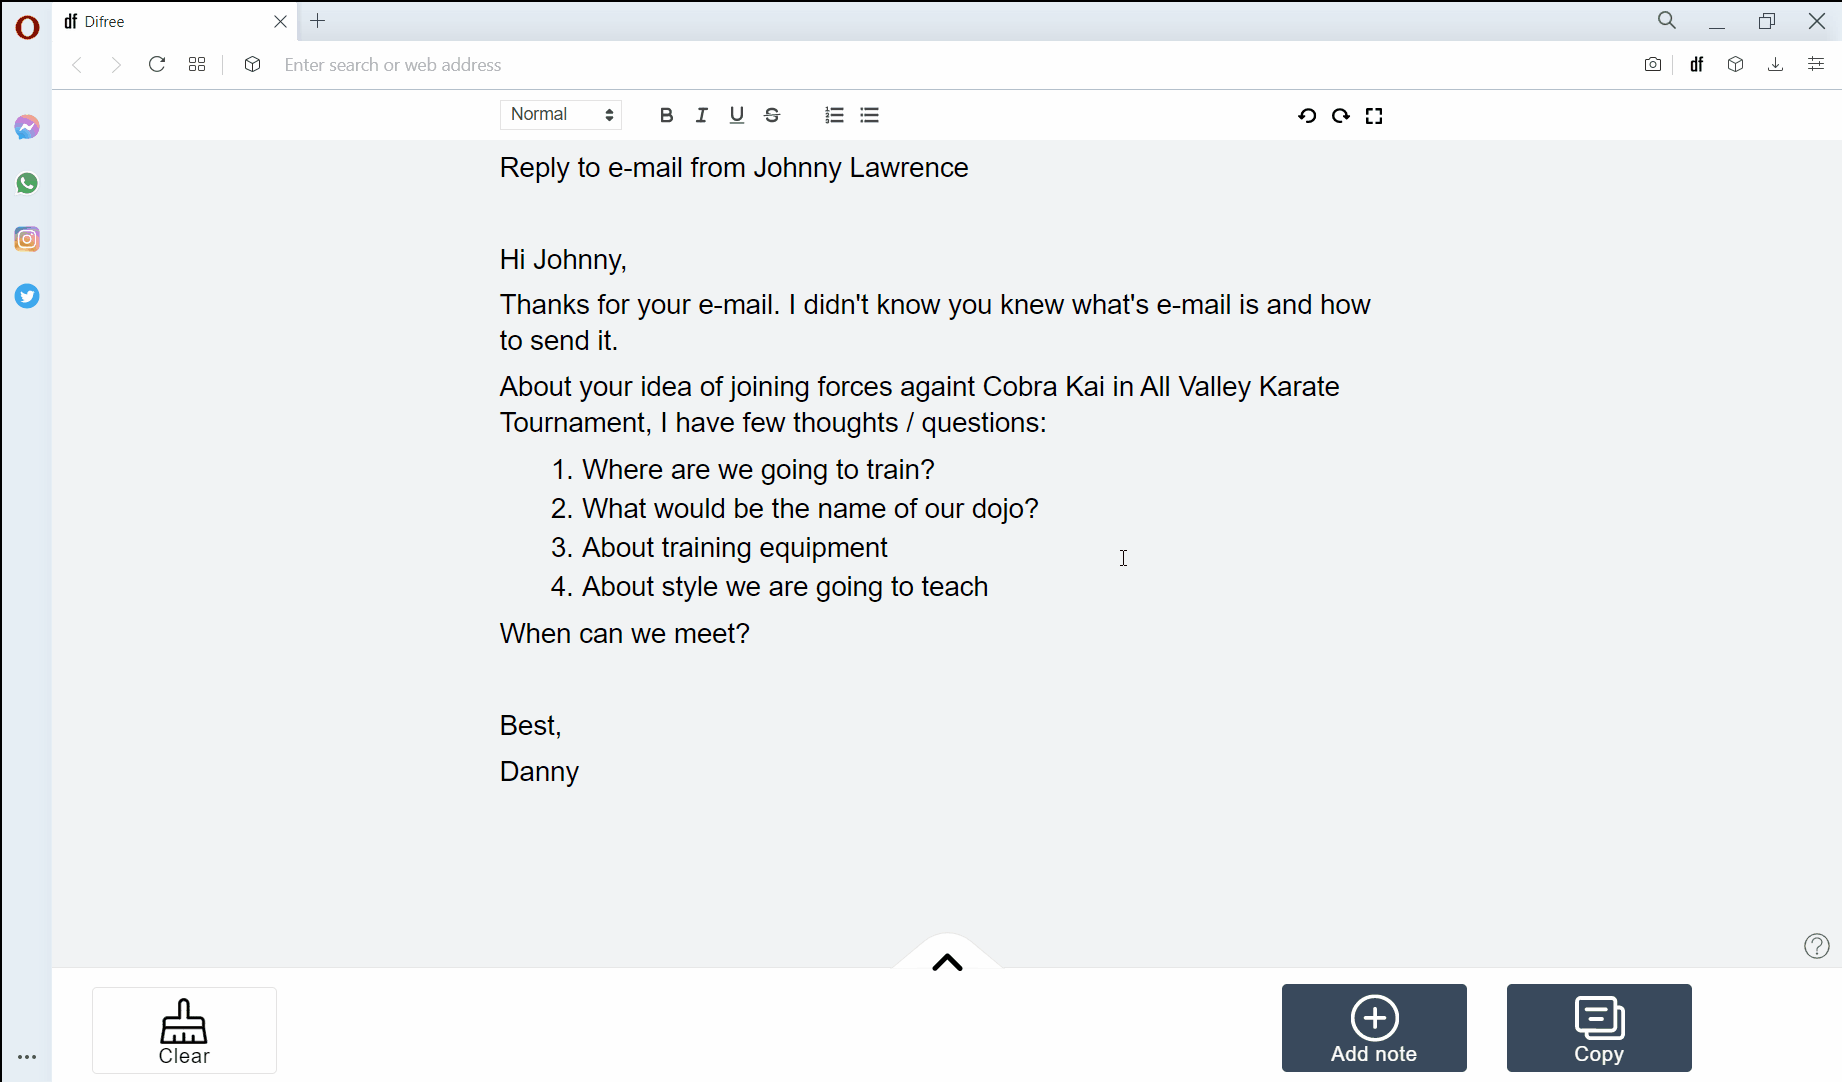 df Difree
Enter search or web address
df
Normal
B I U S
Reply to e-mail from Johnny Lawrence
Hi Johnny,
Thanks for your e-mail. I didn't know you knew what's e-mail is and how
to send it.
About your idea of joining forces againt Cobra Kai in All Valley Karate
Tournament, I have few thoughts / questions:
1. Where are we going to train?
2. What would be the name of our dojo?
3. About training equipment
4. About style we are going to teach
When can we meet?
Best,
Danny
Clear
Add note
Copy